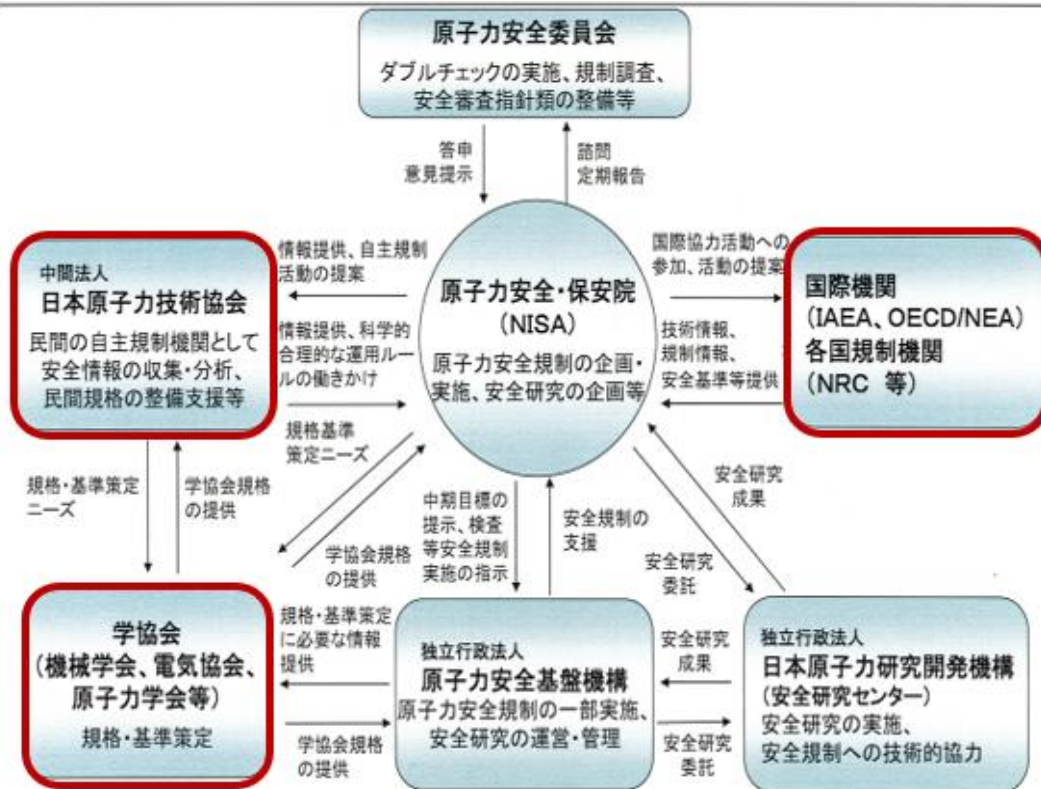 原子力安全委員会
ダブルチェックの実施、規制調査、
安全審査指針類の整備等
答申
意見提示
諮問
定期報告
情報提供、自主規制
活動の提案
国際協力活動への
参加、活動の提案
中間法人
日本原子力技術協会
民間の自主規制機関として
安全情報の収集・分析、
民間規格の整備支援等
情報提供、科学的
合理的な運用ルー
ルの働きかけ
原子力安全・保安院
(NISA)
原子力安全規制の企画・
実施、安全研究の企画等
技術情報、
規制情報、
安全基準等提供
国際機関
(IAEA、OECD/NEA)
各国規制機関
(NRC 等)
規格・基準策定
ニーズ
学協会規格
の提供
規格基準
策定ニーズ
学協会規格
の提供
中期目標の
提示、検査
等安全規制
実施の指示
安全規制の
支援
安全研究
成果
安全研究
委託
学協会
(機械学会、電気協会、
原子力学会等)
規格・基準策定
規格・基準策定
に必要な情報
提供
学協会規格
の提供
独立行政法人
原子力安全基盤機構
原子力安全規制の一部実施、
安全研究の運営・管理
安全研究
成果
安全研究
委託
独立行政法人
日本原子力研究開発機構
(安全研究センター)
安全研究の実施、
安全規制への技術的協力